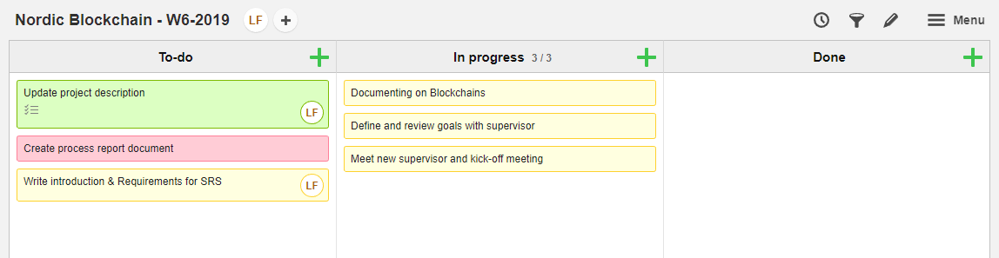 Nordic Blockchain - W6-2019 LF
Menu
To-do
In progress 3 / 3
Done
Update project description
LF
Create process report document
Write introduction & Requirements for SRS
LF
Documenting on Blockchains
Define and review goals with supervisor
Meet new supervisor and kick-off meeting